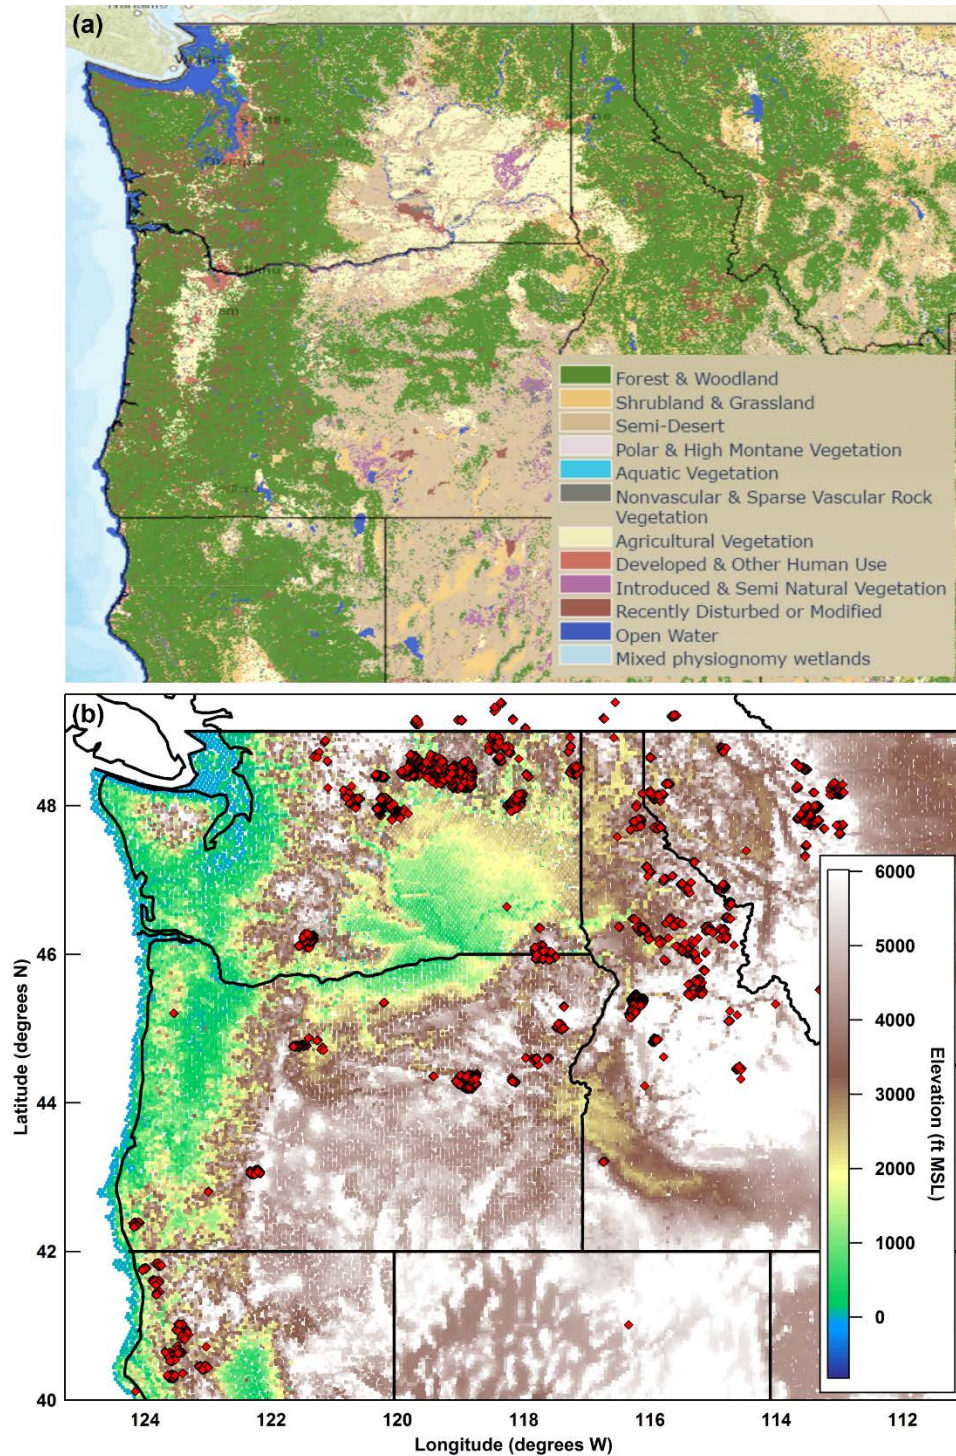 (a)
Forest & Woodland
Shrubland & Grassland
Semi-Desert
Polar & High Montane Vegetation
Aquatic Vegetation
Nonvascular & Sparse Vascular Rock
Vegetation
Agricultural Vegetation
Developed & Other Human Use
Introduced & Semi Natural Vegetation
Recently Disturbed or Modified
Open Water
Mixed physiognomy wetlands
(b)
48
46
44
42
40
Latitude (degrees N)
124
122
120
118
116
114
112
Longitude (degrees W)
6000
5000
4000
3000
2000
1000
0
Elevation (ft MSL)